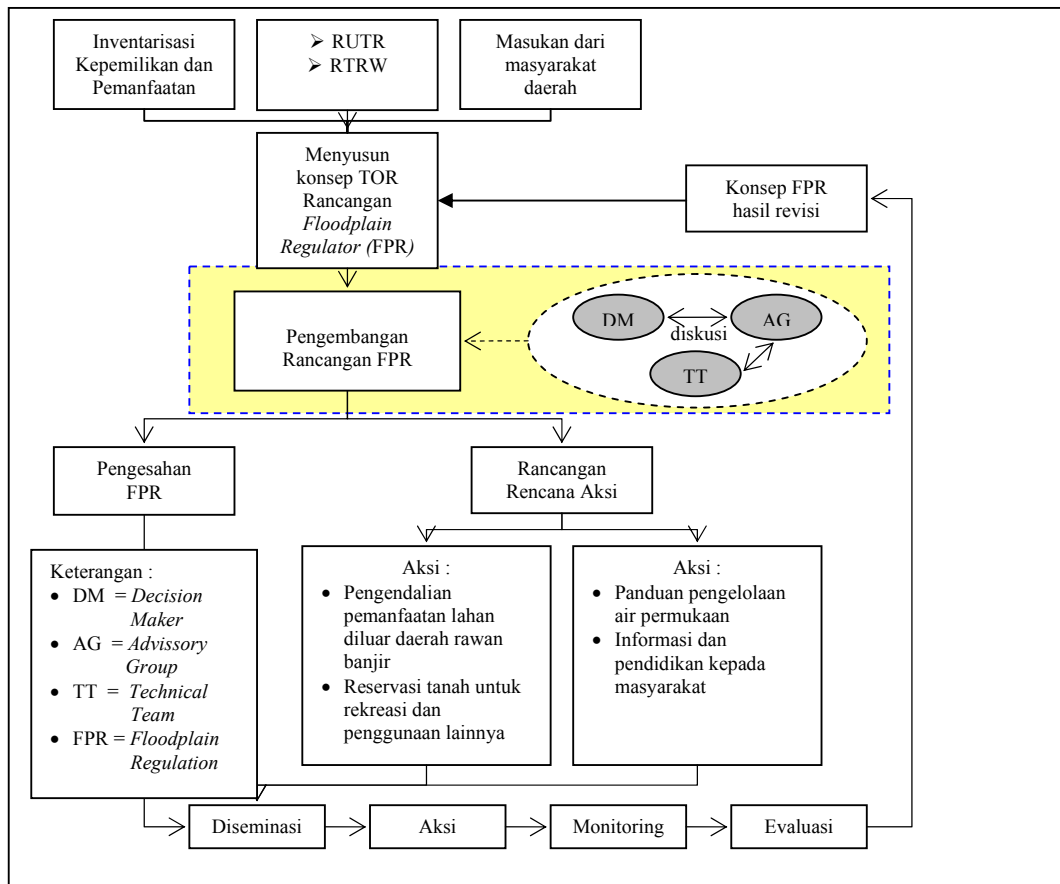 Inventarisasi
Kepemilikan dan
Pemanfaatan
➢ RUTR
➢ RTRW
Masukan dari
masyarakat
daerah
Menyusun
konsep TOR
Rancangan
Floodplain
Regulator (FPR)
Konsep FPR
hasil revisi
Pengembangan
Rancangan FPR
DM
AG
diskusi
TT
Pengesahan
FPR
Rancangan
Rencana Aksi
Keterangan :
• DM = Decision
Maker
• AG = Advissory
Group
• TT = Technical
Team
• FPR = Floodplain
Regulation
Aksi :
• Pengendalian
pemanfaatan lahan
diluar daerah rawan
banjir
• Reservasi tanah untuk
rekreasi dan
penggunaan lainnya
Aksi :
• Panduan pengelolaan
air permukaan
• Informasi dan
pendidikan kepada
masyarakat
Diseminasi
Aksi
Monitoring
Evaluasi